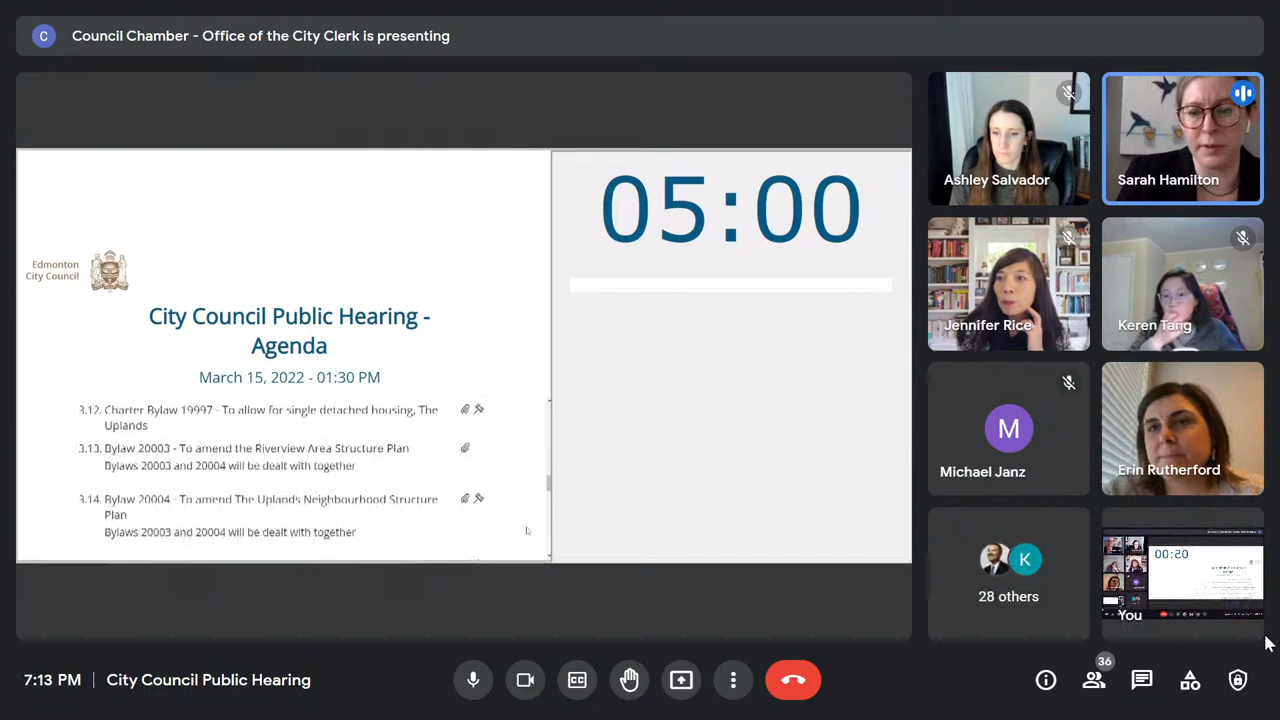 C
Council Chamber - Office of the City Clerk is presenting
Edmonton
City Council
City Council Public Hearing -
Agenda
March 15, 2022 - 01:30 PM
3.12. Charter Bylaw 19997 - To allow for single detached housing, The
Uplands
3.13. Bylaw 20003 - To amend the Riverview Area Structure Plan
Bylaws 20003 and 20004 will be dealt with together
3.14. Bylaw 20004 - To amend The Uplands Neighbourhood Structure
Plan
Bylaws 20003 and 20004 will be dealt with together
05:00
Ashley Salvador
Sarah Hamilton
Jennifer Rice
Keren Tang
M
Michael Janz
Erin Rutherford
K
28 others
05:00
You
7:13 PM
City Council Public Hearing
CC
36